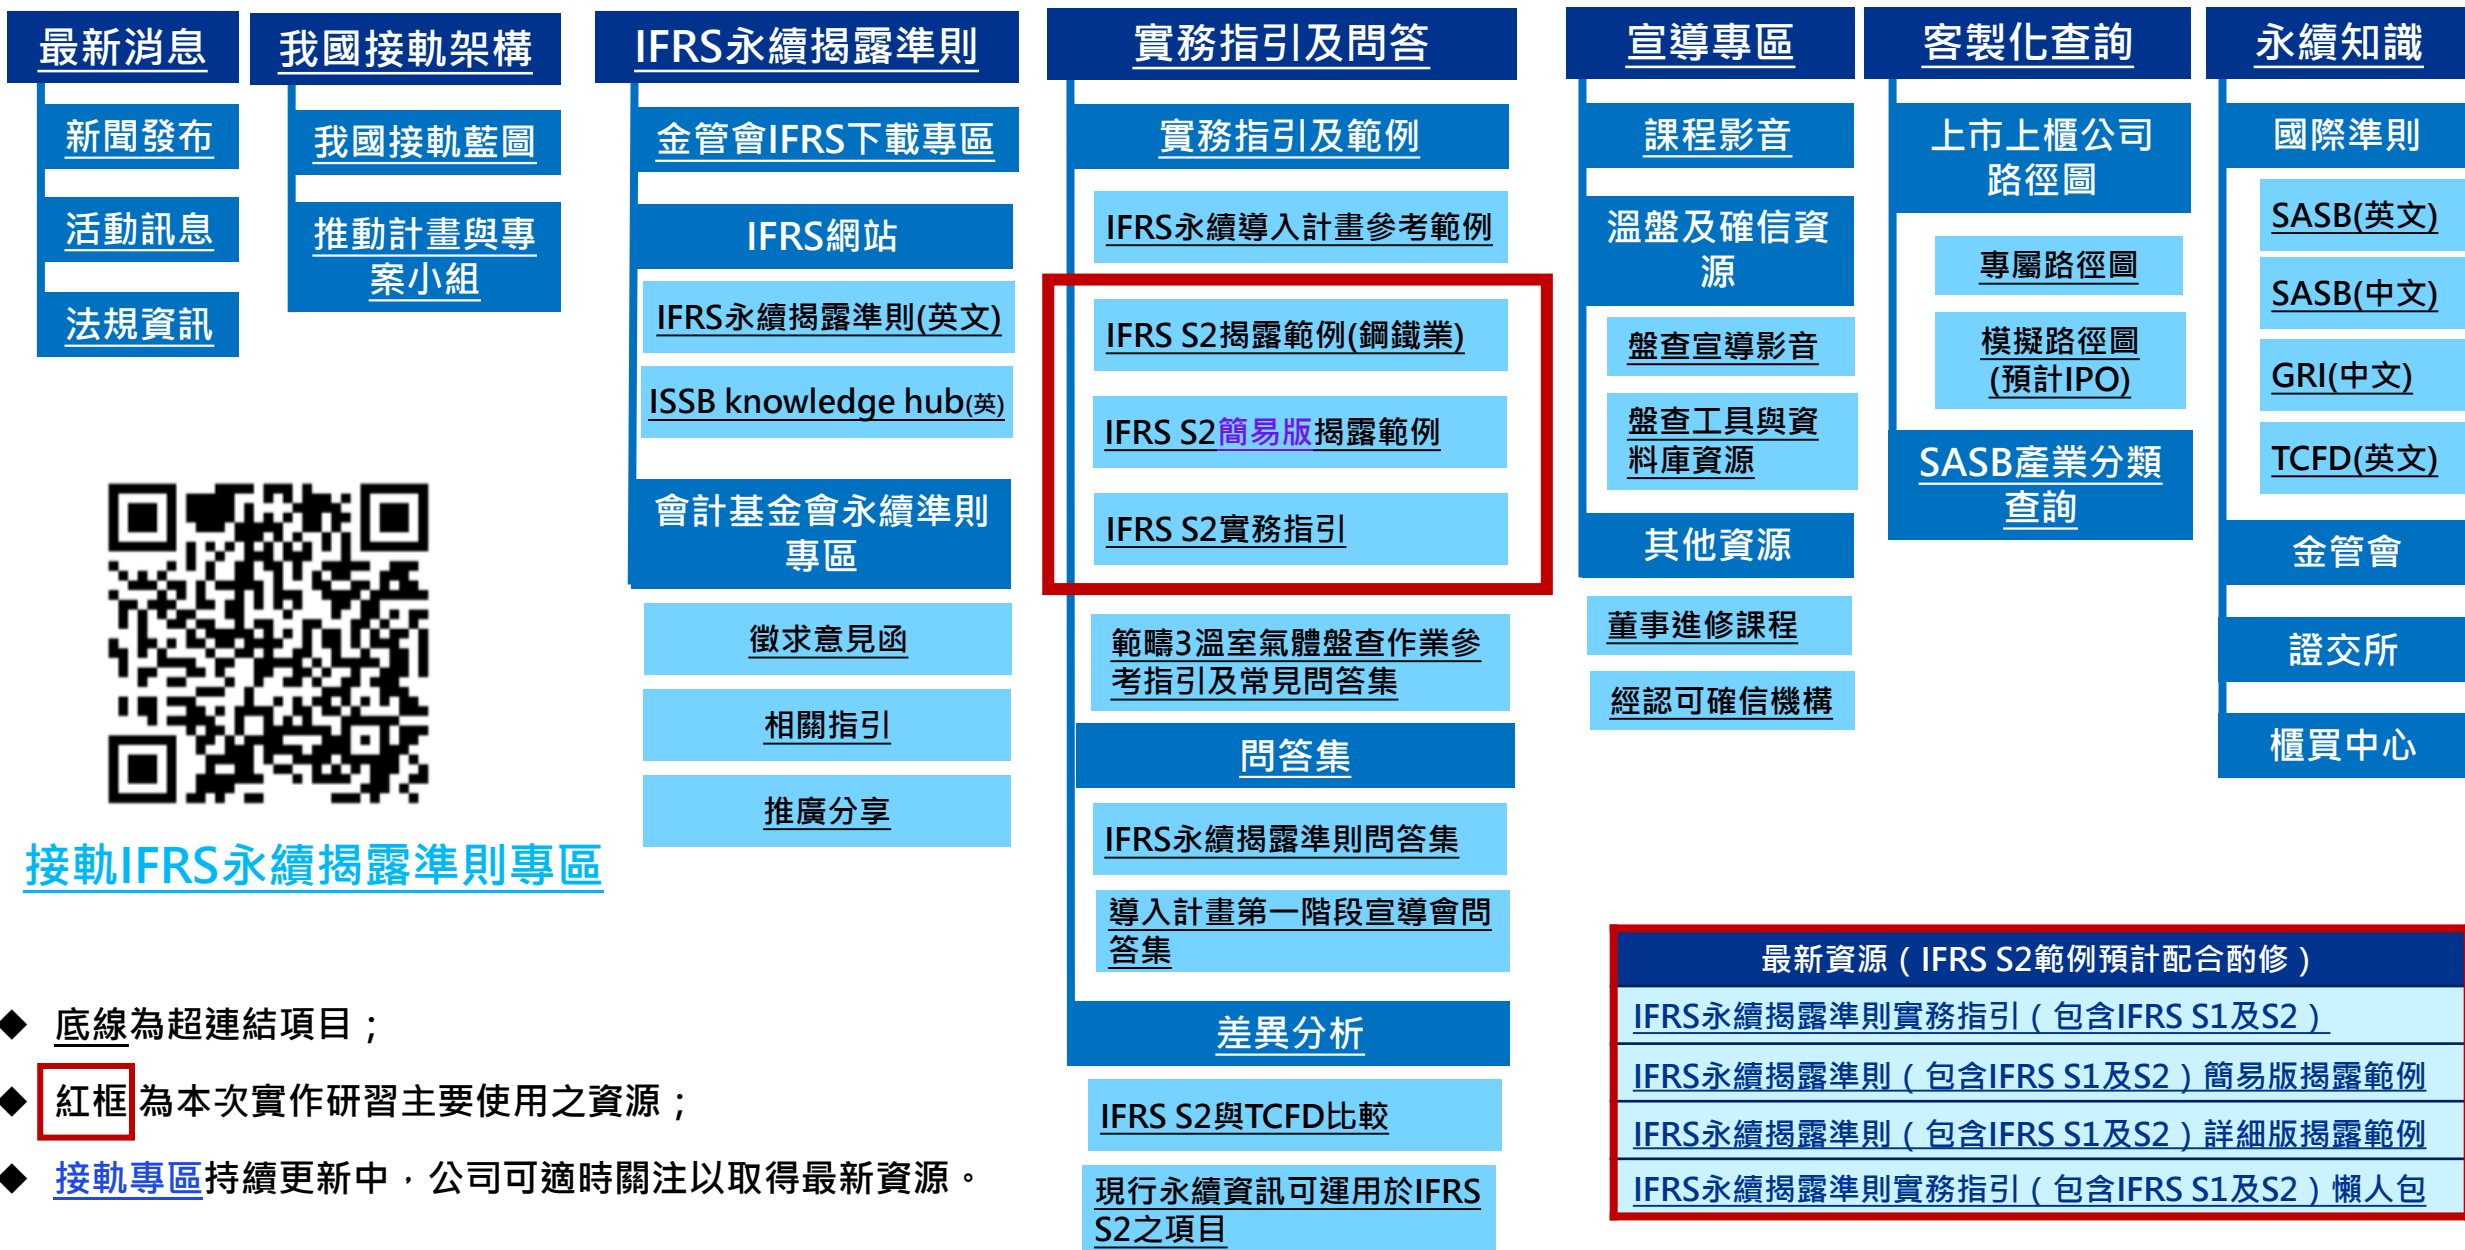 最新消息
新聞發布
活動訊息
法規資訊
我國接軌架構
我國接軌藍圖
推動計畫與專
案小組
IFRS永續揭露準則
金管會IFRS下載專區
IFRS網站
IFRS永續揭露準則(英文)
ISSB knowledge hub(英)
會計基金會永續準則
專區
徵求意見函
相關指引
推廣分享
實務指引及問答
實務指引及範例
IFRS永續導入計畫參考範例
IFRS S2揭露範例(鋼鐵業)
IFRS S2簡易版揭露範例
IFRS S2實務指引
範疇3溫室氣體盤查作業參
考指引及常見問答集
問答集
IFRS永續揭露準則問答集
導入計畫第一階段宣導會問
答集
差異分析
IFRS S2與TCFD比較
現行永續資訊可運用於IFRS
S2之項目
宣導專區
課程影音
溫盤及確信資
源
盤查宣導影音
盤查工具與資
料庫資源
其他資源
董事進修課程
經認可確信機構
客製化查詢
上市上櫃公司
路徑圖
專屬路徑圖
模擬路徑圖
(預計IPO)
SASB產業分類
查詢
永續知識
國際準則
SASB(英文)
SASB(中文)
GRI(中文)
TCFD(英文)
金管會
證交所
櫃買中心
接軌IFRS永續揭露準則專區
◆ 底線為超連結項目；
◆ 紅框為本次實作研習主要使用之資源；
◆ 接軌專區持續更新中，公司可適時關注以取得最新資源。
最新資源（IFRS S2範例預計配合酌修）
IFRS永續揭露準則實務指引（包含IFRS S1及S2）
IFRS永續揭露準則（包含IFRS S1及S2）簡易版揭露範例
IFRS永續揭露準則（包含IFRS S1及S2）詳細版揭露範例
IFRS永續揭露準則實務指引（包含IFRS S1及S2）懶人包